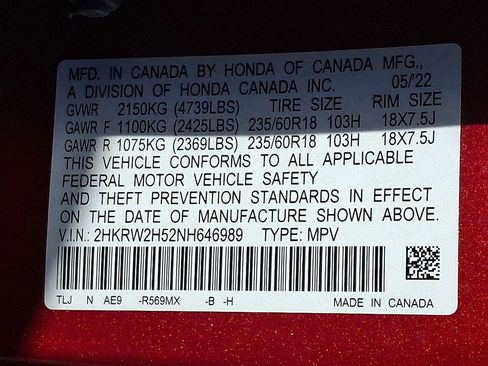 MFD. IN CANADA BY HONDA OF CANADA MFG.,
A DIVISION OF HONDA CANADA INC. 05/'22
GVWR 2150KG (4739LBS) TIRE SIZE RIM SIZE
GAWR F 1100KG (2425LBS) 235/60R18 103H 18X7.5J
GAWR R 1075KG (2369LBS) 235/60R18 103H 18X7.5J
THIS VEHICLE CONFORMS TO ALL APPLICABLE
FEDERAL MOTOR VEHICLE SAFETY
AND THEFT PREVENTION STANDARDS IN EFFECT
ON THE DATE OF MANUFACTURE SHOWN ABOVE.
V.I.N.: 2HKRW2H52NH646989 TYPE: MPV
TLJ N AE9 -R569MX -B -H MADE IN CANADA